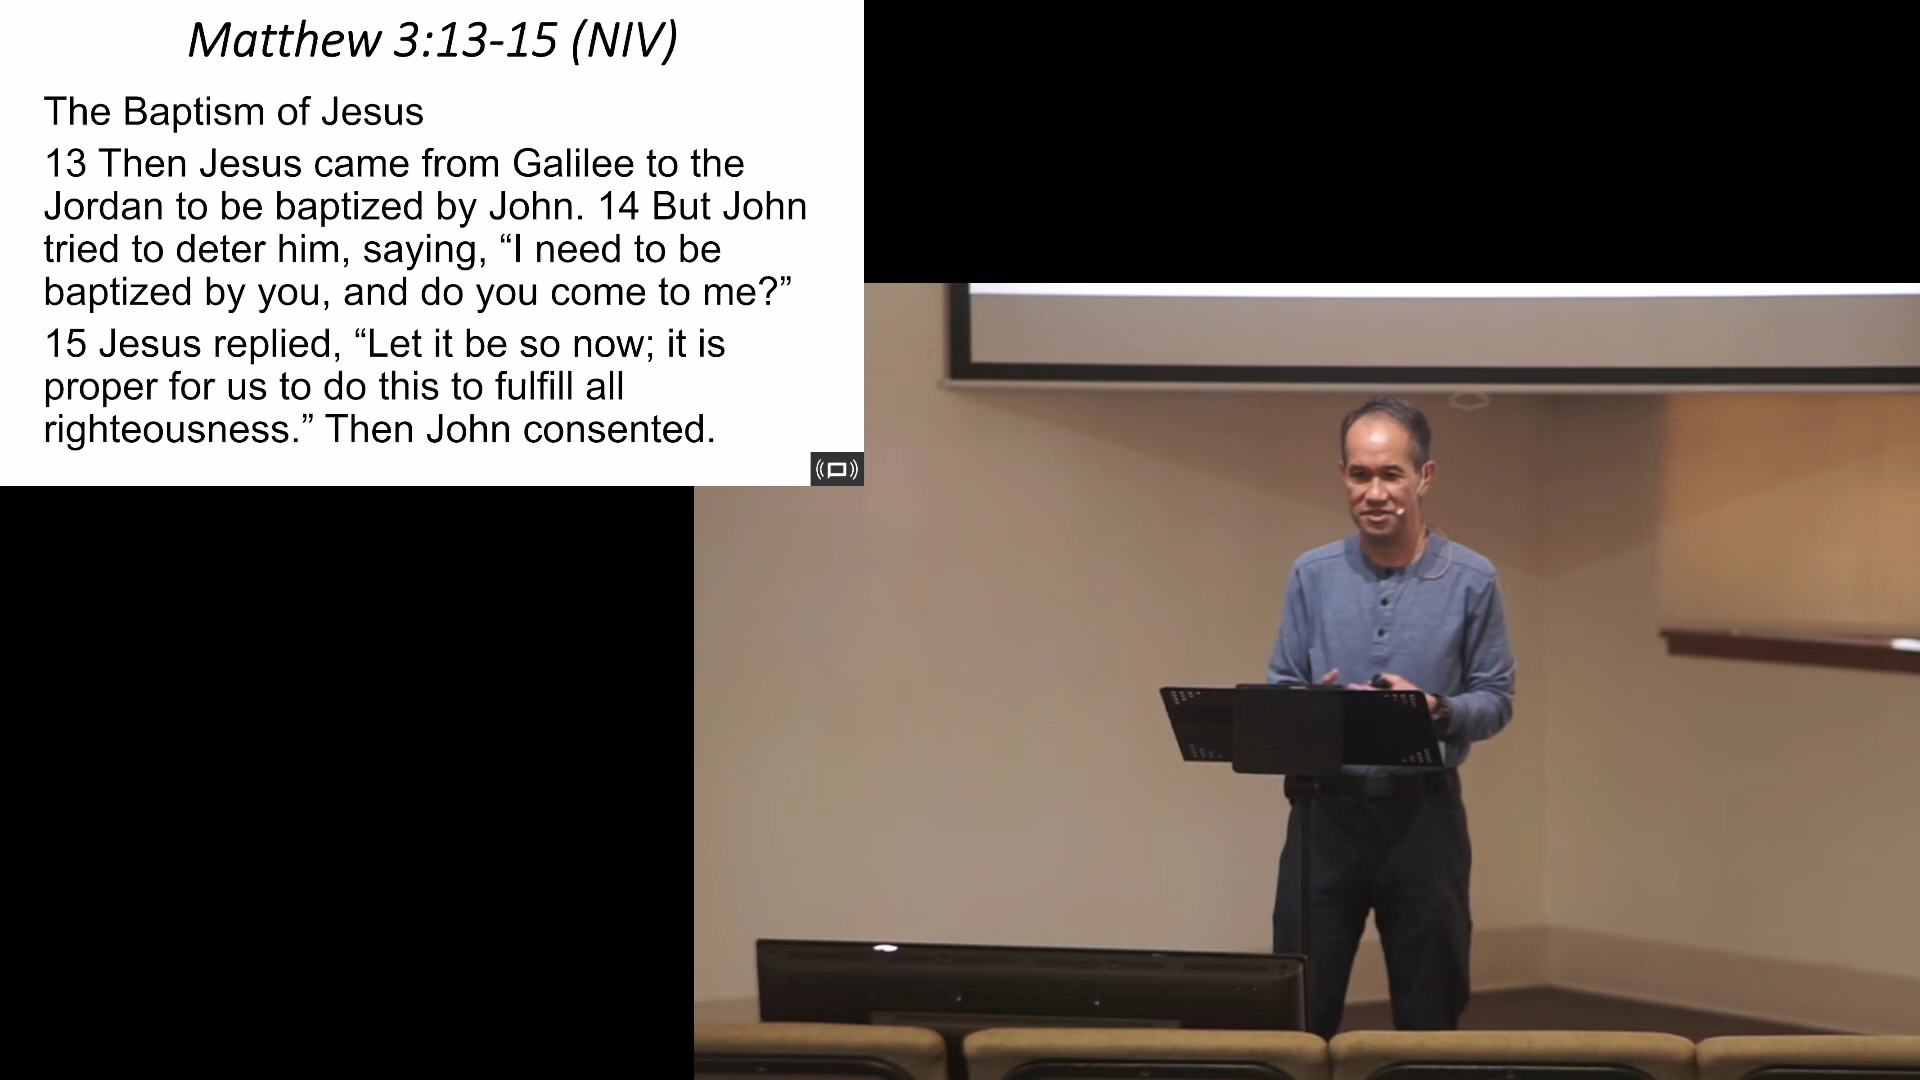 Matthew 3:13-15 (NIV)
The Baptism of Jesus
13 Then Jesus came from Galilee to the
Jordan to be baptized by John. 14 But John
tried to deter him, saying, “I need to be
baptized by you, and do you come to me?”
15 Jesus replied, “Let it be so now; it is
proper for us to do this to fulfill all
righteousness.” Then John consented.